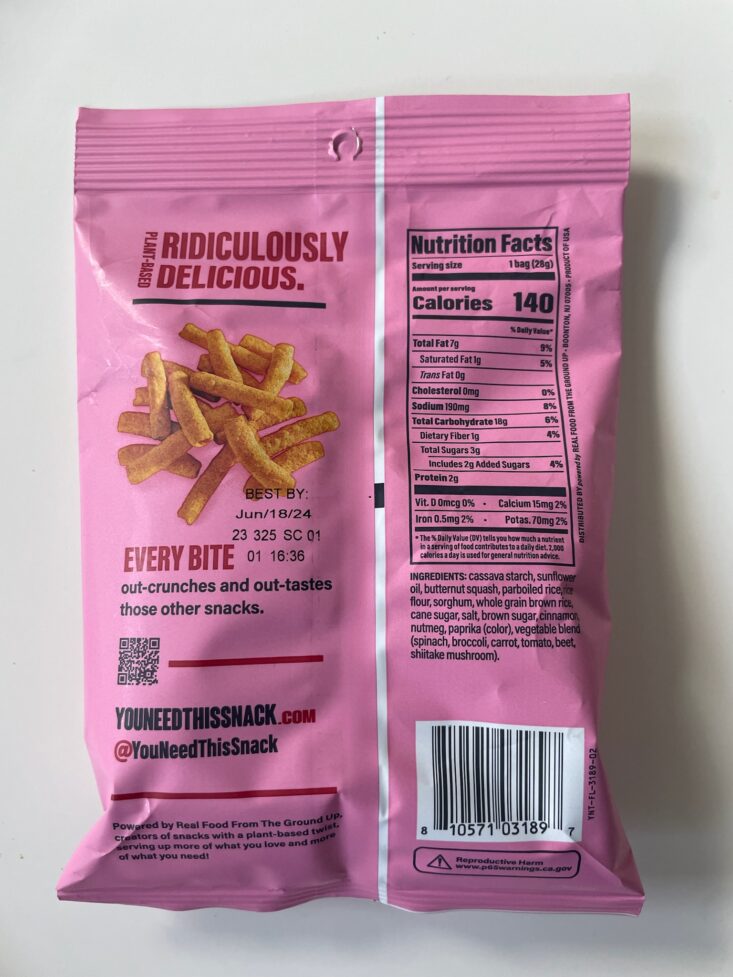 PLANT-BASED
RIDICULOUSLY
DELICIOUS.
BEST BY:
Jun/18/24
23 325 SC 01
01 16:36
EVERY BITE
out-crunches and out-tastes
those other snacks.
YOUNEEDTHISSNACK.COM
@YouNeedThisSnack
Powered by Real Food From The Ground Up,
creators of snacks with a plant-based twist,
serving up more of what you love and more
of what you need!
Nutrition Facts
Serving size 1 bag (28g)
Amount per serving
Calories 140
% Daily Value*
Total Fat 7g 9%
Saturated Fat 1g 5%
Trans Fat 0g
Cholesterol 0mg 0%
Sodium 190mg 8%
Total Carbohydrate 18g 6%
Dietary Fiber 1g 4%
Total Sugars 3g
Includes 2g Added Sugars 4%
Protein 2g
Vit. D 0mcg 0% • Calcium 15mg 2%
Iron 0.5mg 2% • Potas. 70mg 2%
* The % Daily Value (DV) tells you how much a nutrient
in a serving of food contributes to a daily diet. 2,000
calories a day is used for general nutrition advice.
DISTRIBUTED BY powered by REAL FOOD FROM THE GROUND UP • BOONTON, NJ 07005 • PRODUCT OF USA
INGREDIENTS: cassava starch, sunflower
oil, butternut squash, parboiled rice, rice
flour, sorghum, whole grain brown rice,
cane sugar, salt, brown sugar, cinnamon,
nutmeg, paprika (color), vegetable blend
(spinach, broccoli, carrot, tomato, beet,
shiitake mushroom).
8 10571 03189 7
YNT-FL-3189-02
Reproductive Harm
www.p65warnings.ca.gov